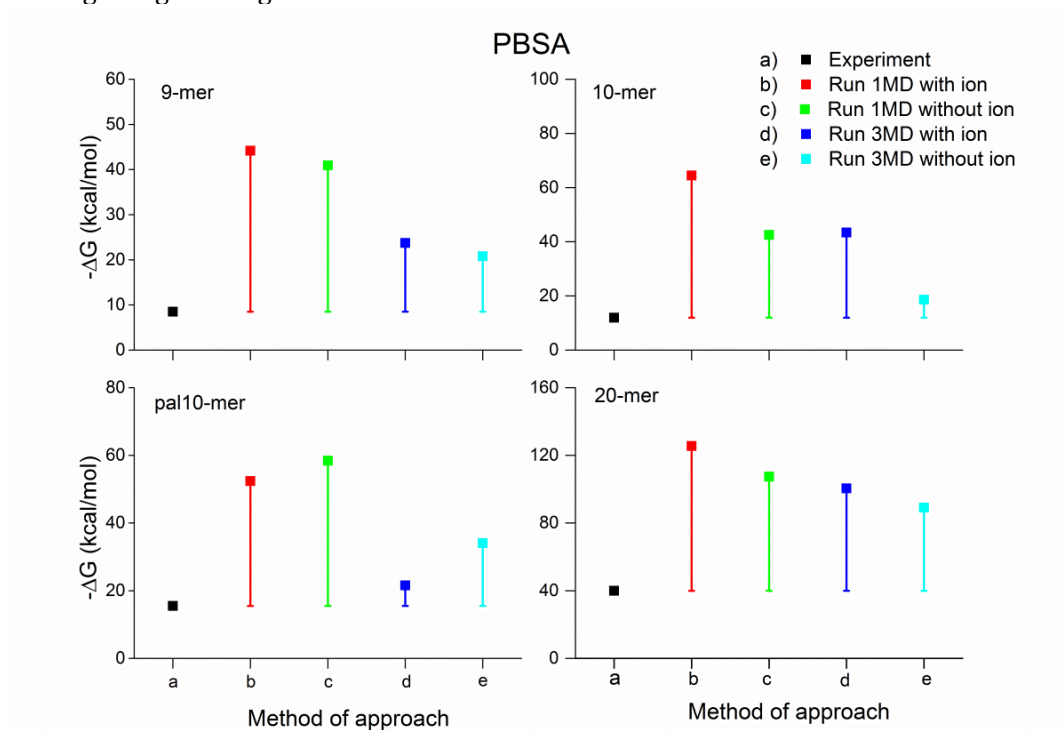 PBSA
a) Experiment
b) Run 1MD with ion
c) Run 1MD without ion
d) Run 3MD with ion
e) Run 3MD without ion
9-mer
60
50
40
30
20
10
0
-ΔG (kcal/mol)
10-mer
100
80
60
40
20
0
pal10-mer
80
60
40
20
0
-ΔG (kcal/mol)
a b c d e
Method of approach
20-mer
160
120
80
40
0
a b c d e
Method of approach